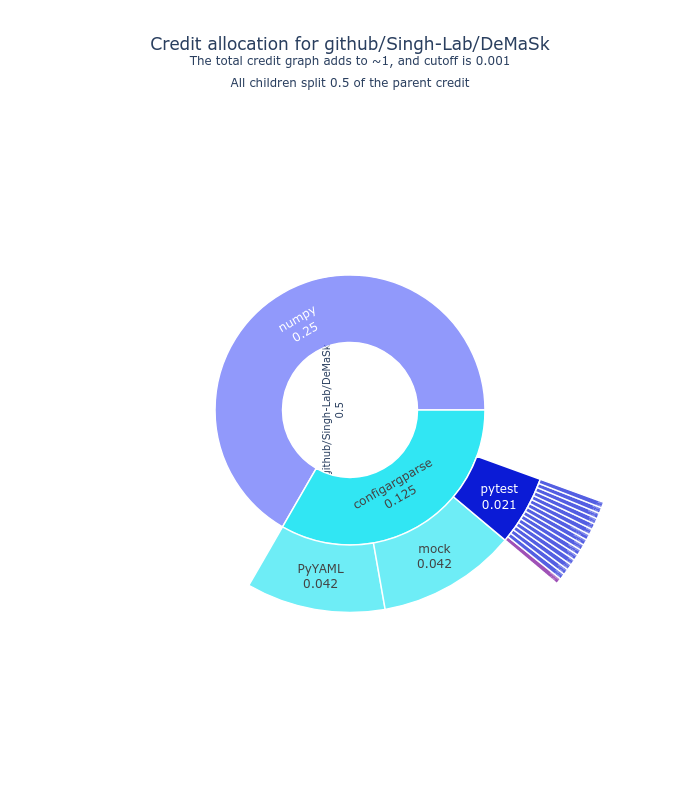 Credit allocation for github/Singh-Lab/DeMaSk
The total credit graph adds to ~1, and cutoff is 0.001
All children split 0.5 of the parent credit
numpy
0.25
github/Singh-Lab/DeMaSk
0.5
configargparse
0.125
pytest
0.021
mock
0.042
PyYAML
0.042